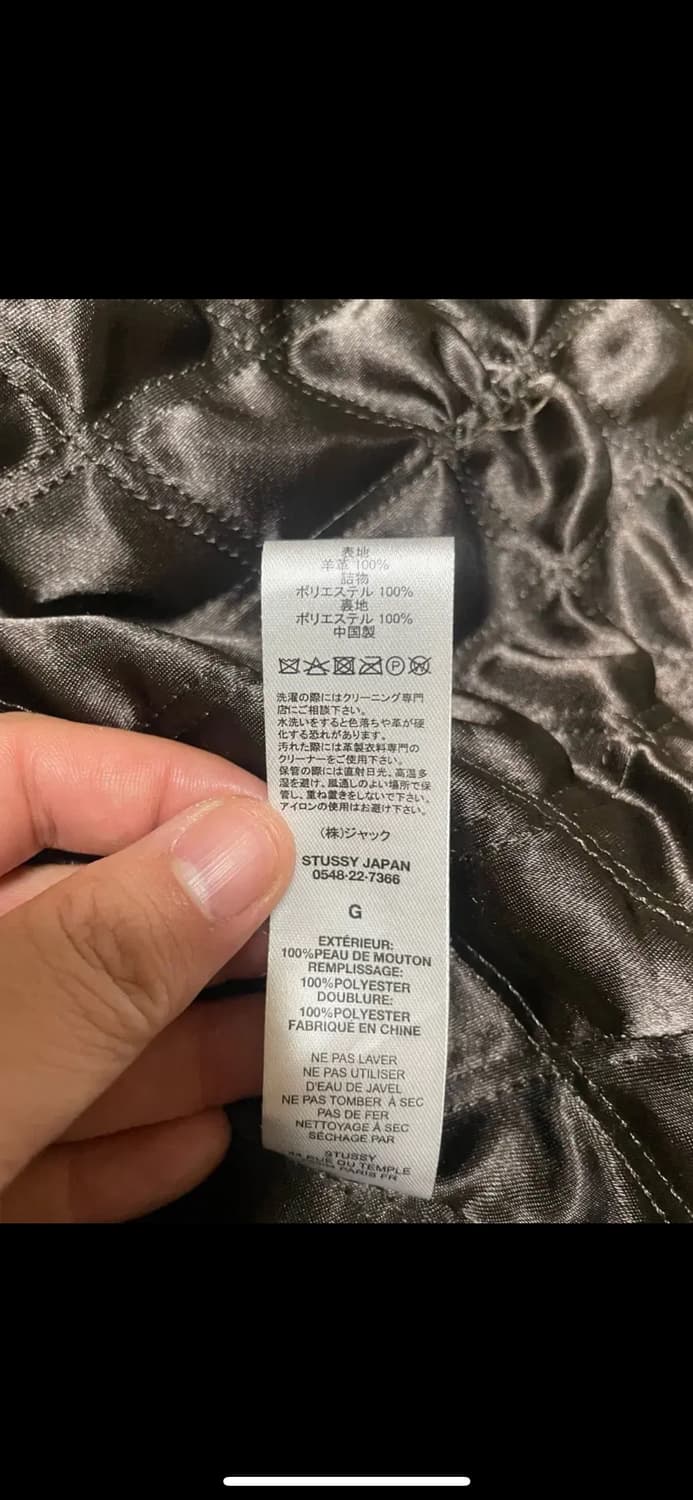 表地
羊革 100%
詰物
ポリエステル 100%
裏地
ポリエステル 100%
中国製
P W
洗濯の際にはクリーニング専門
店にご相談下さい。
水洗いをすると色落ちや革が硬
化する恐れがあります。
汚れた際には革製衣料専門の
クリーナーをご使用下さい。
保管の際には直射日光、高温多
湿を避け、風通しのよい場所で保
管し、重ね置きをしないで下さい。
アイロンの使用はお避け下さい。
(株)ジャック
STUSSY JAPAN
0548-22-7366
G
EXTÉRIEUR:
100%PEAU DE MOUTON
REMPLISSAGE:
100%POLYESTER
DOUBLURE:
100%POLYESTER
FABRIQUÉ EN CHINE
NE PAS LAVER
NE PAS UTILISER
D'EAU DE JAVEL
NE PAS TOMBER À SEC
PAS DE FER
NETTOYAGE À SEC
SÉCHAGE PAR
STUSSY
44 RUE OU TEMPLE
PARIS FR